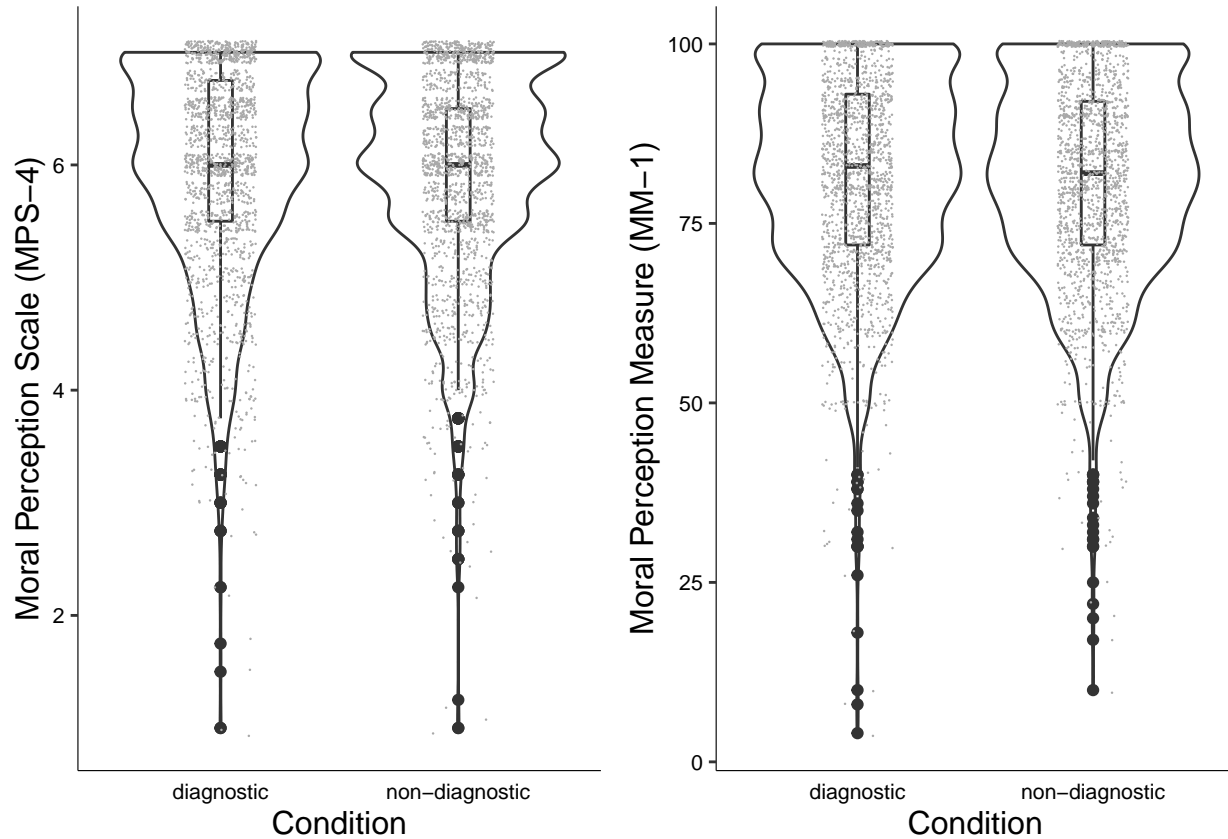 Moral Perception Scale (MPS−4)
6
4
2
diagnostic
non−diagnostic
Condition
Moral Perception Measure (MM−1)
100
75
50
25
0
diagnostic
non−diagnostic
Condition